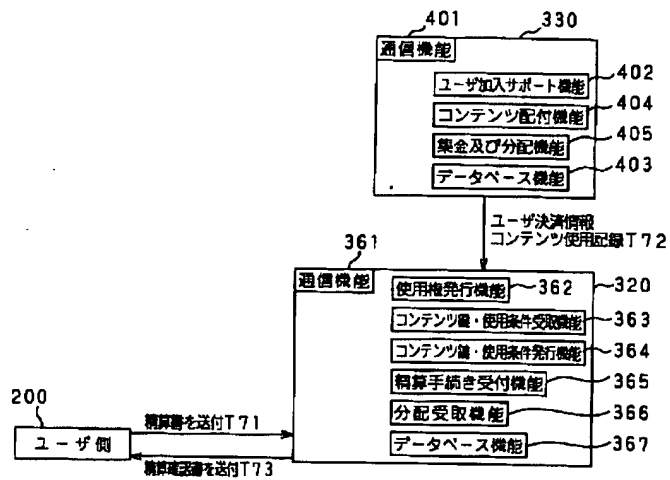 401
330
通信機能
402
ユーザ加入サポート機能
404
コンテンツ配付機能
405
集金及び分配機能
403
データベース機能
ユーザ決済情報
コンテンツ使用記録T72
361
通信機能
使用権発行機能
362
320
コンテンツ鍵・使用条件受取機能
363
コンテンツ鍵・使用条件発行機能
364
精算手続き受付機能
365
分配受取機能
366
データベース機能
367
200
ユーザ側
精算書を送付T71
精算確認書を送付T73